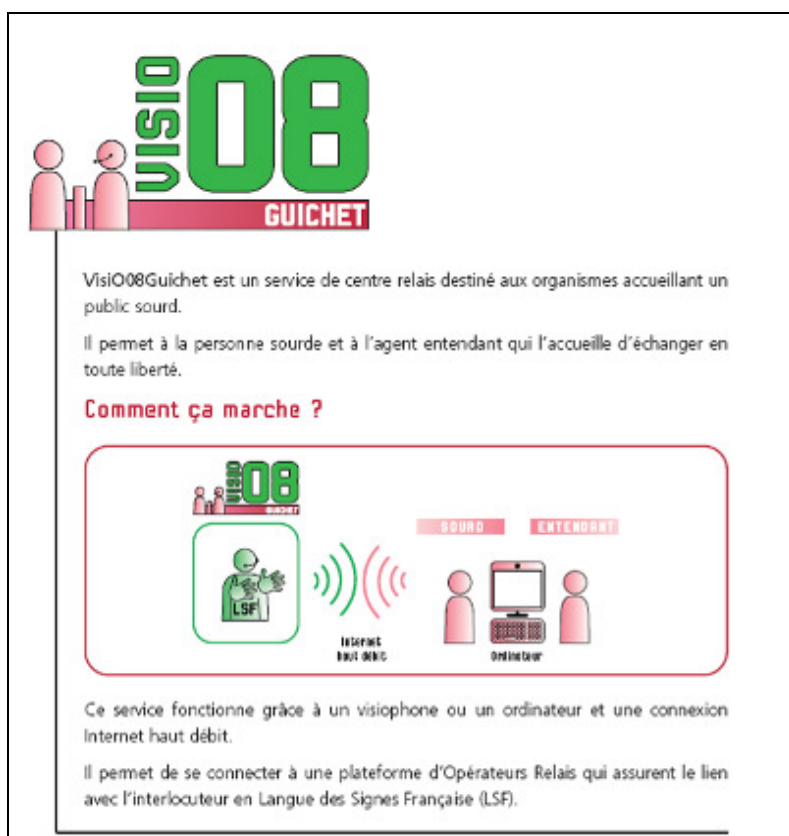 VISIO
08
GUICHET
VisiO08Guichet est un service de centre relais destiné aux organismes accueillant un
public sourd.
Il permet à la personne sourde et à l'agent entendant qui l'accueille d'échanger en
toute liberté.
Comment ça marche ?
VISIO
08
GUICHET
SOURD ENTENDANT
LSF
Internet
haut débit
Ordinateur
Ce service fonctionne grâce à un visiophone ou un ordinateur et une connexion
Internet haut débit.
Il permet de se connecter à une plateforme d'Opérateurs Relais qui assurent le lien
avec l'interlocuteur en Langue des Signes Française (LSF).